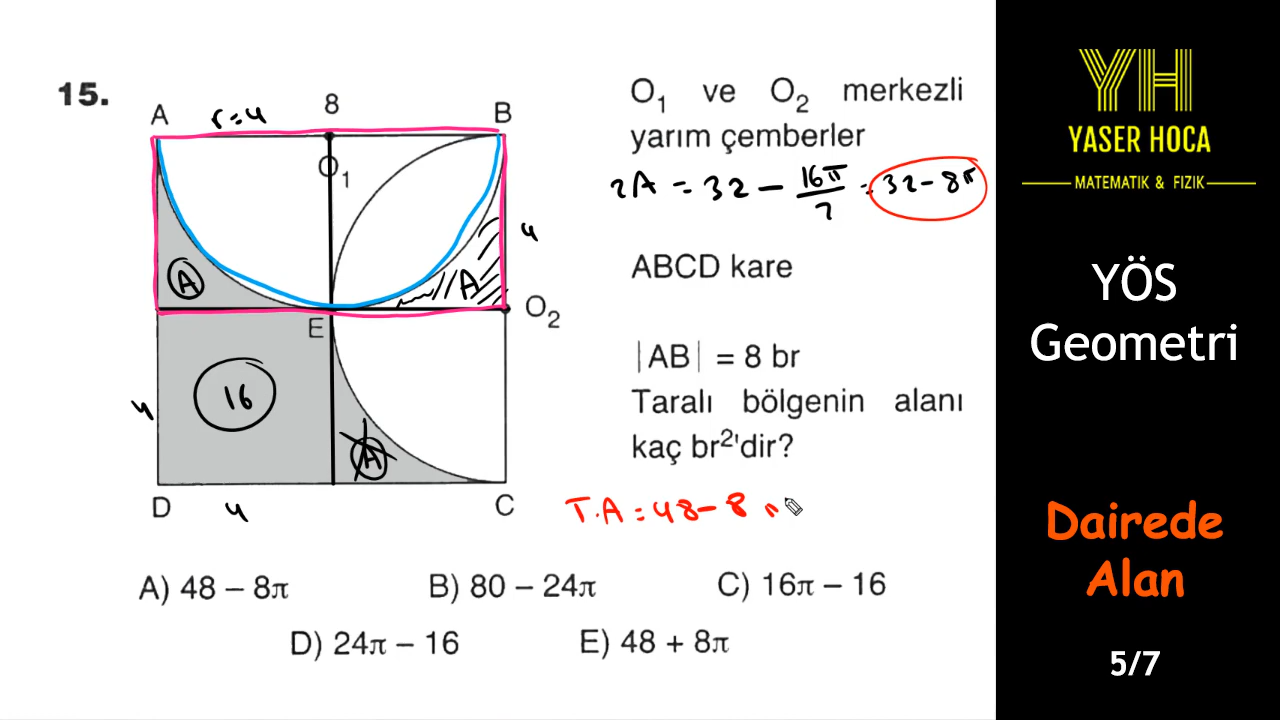 15.
A
r=4
8
B
O1
4
A
A
O2
E
16
4
A
D
4
C
O1 ve O2 merkezli
yarım çemberler
2A = 32 - 16π/2 = 32 - 8π
ABCD kare
|AB| = 8 br
Taralı bölgenin alanı
kaç br²'dir?
T.A = 48 - 8
A) 48 – 8π B) 80 – 24π C) 16π – 16
D) 24π – 16 E) 48 + 8π
YH
YASER HOCA
MATEMATİK & FİZİK
YÖS
Geometri
Dairede
Alan
5/7